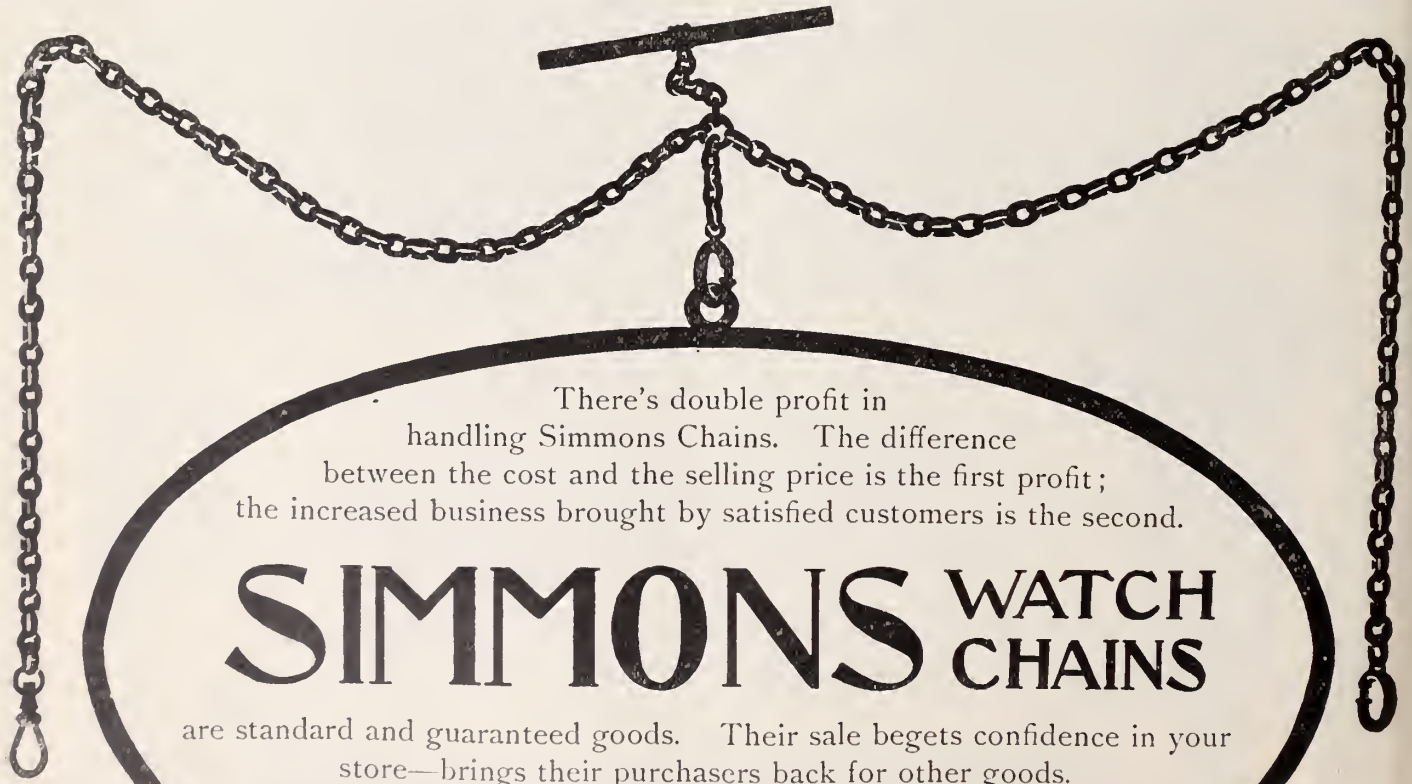 There's double profit in
handling Simmons Chains. The difference
between the cost and the selling price is the first profit;
the increased business brought by satisfied customers is the second.
SIMMONS WATCH CHAINS
are standard and guaranteed goods. Their sale begets confidence in your
store—brings their purchasers back for other goods.